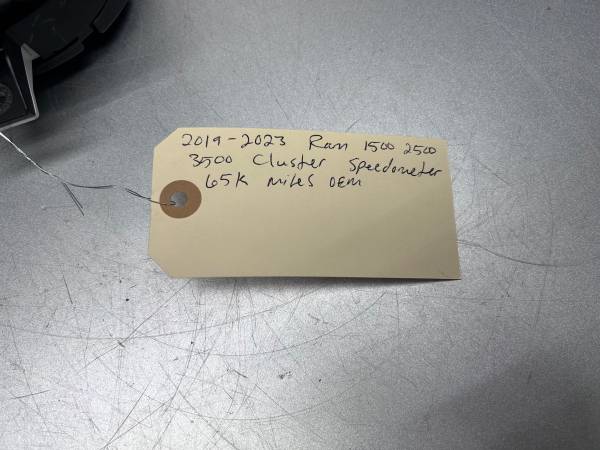 2019-2023 Ram 1500 2500
3500 Cluster Speedometer
65K miles OEM